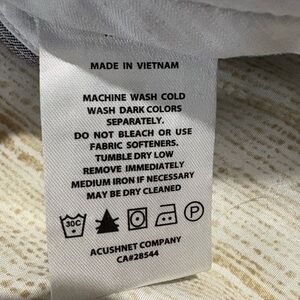 MADE IN VIETNAM
MACHINE WASH COLD
WASH DARK COLORS
SEPARATELY.
DO NOT BLEACH OR USE
FABRIC SOFTENERS.
TUMBLE DRY LOW
REMOVE IMMEDIATELY
MEDIUM IRON IF NECESSARY
MAY BE DRY CLEANED
30C P
ACUSHNET COMPANY
CA#28544